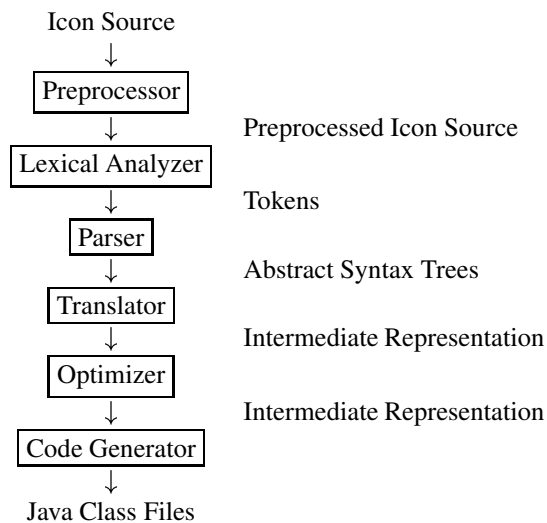 Icon Source
Preprocessor
Preprocessed Icon Source
Lexical Analyzer
Tokens
Parser
Abstract Syntax Trees
Translator
Intermediate Representation
Optimizer
Intermediate Representation
Code Generator
Java Class Files